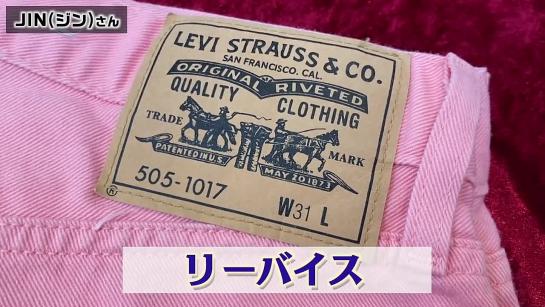 JIN(ジン)さん
LEVI STRAUSS & CO.
SAN FRANCISCO, CAL.
ORIGINAL RIVETED
QUALITY CLOTHING
TRADE MARK
PATENTED IN U.S. MAY 20 1873
505-1017 W31 L
リーバイス